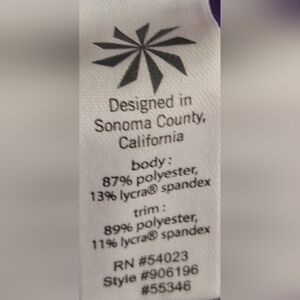 Designed in
Sonoma County,
California
body :
87% polyester,
13% lycra® spandex
trim :
89% polyester,
11% lycra® spandex
RN #54023
Style #906196
#55346